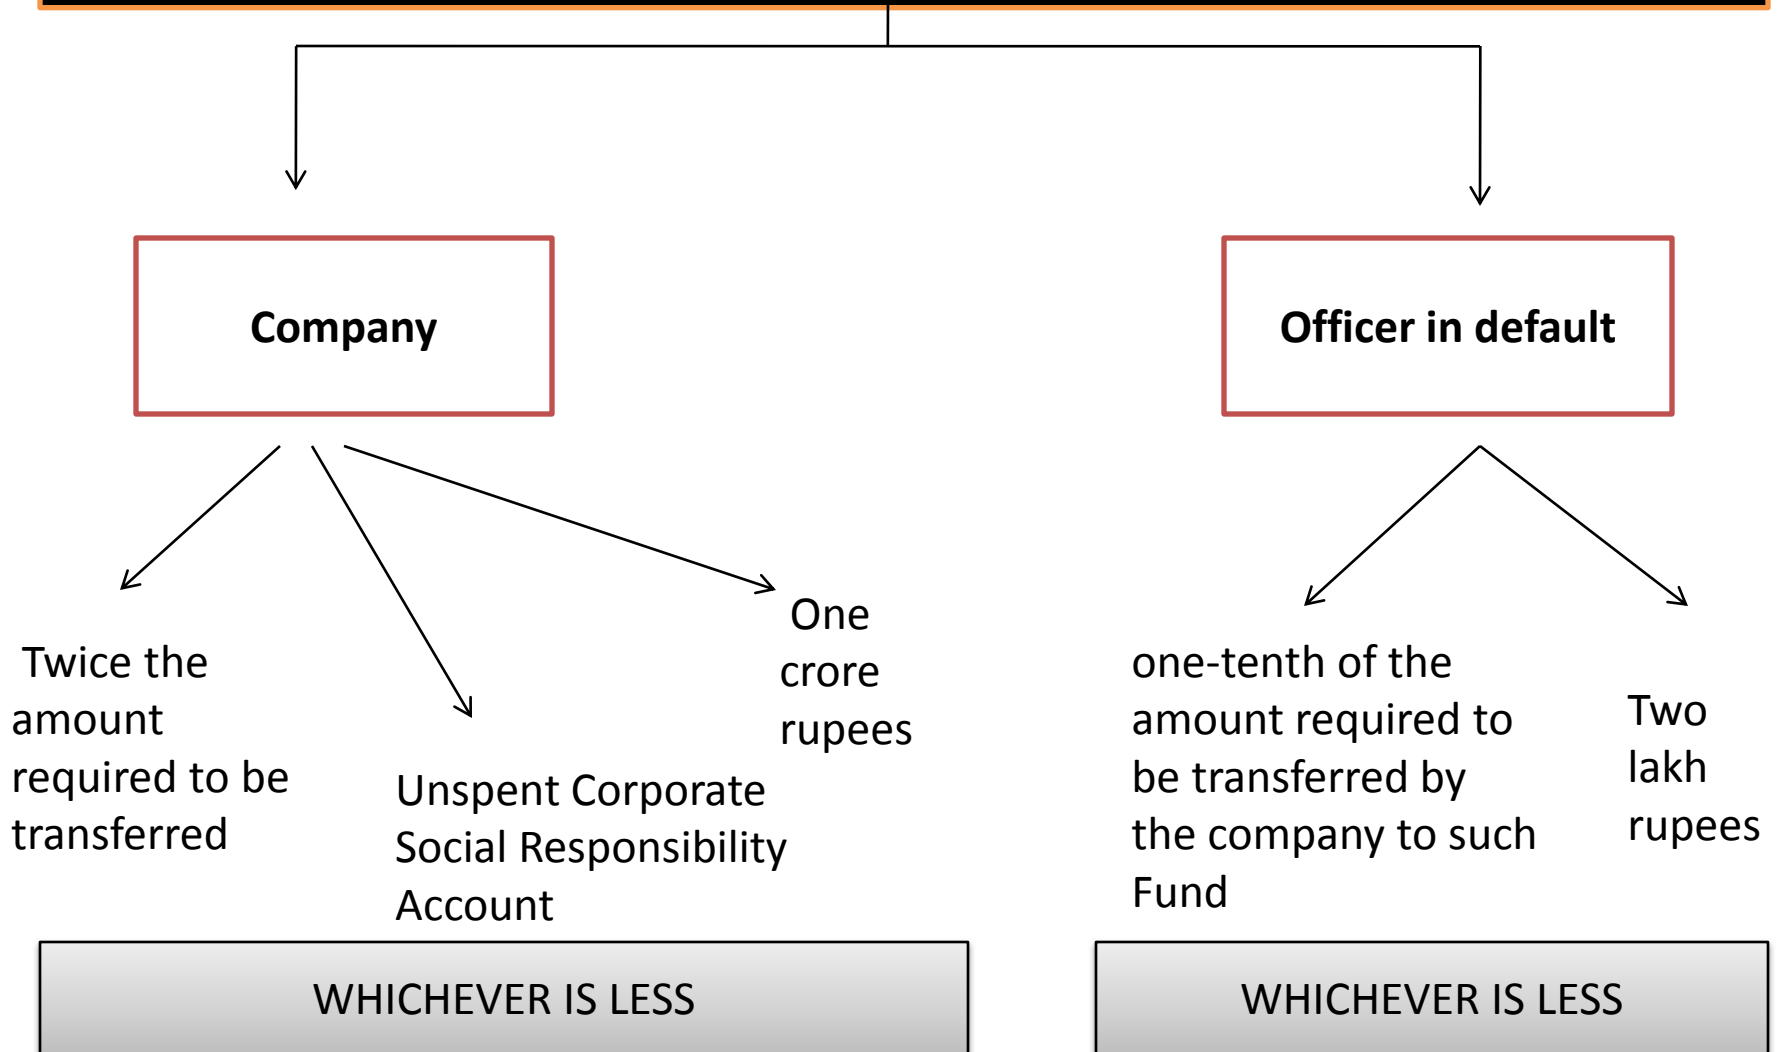 Company
Officer in default
Twice the
amount
required to be
transferred
Unspent Corporate
Social Responsibility
Account
One
crore
rupees
one-tenth of the
amount required to
be transferred by
the company to such
Fund
Two
lakh
rupees
WHICHEVER IS LESS
WHICHEVER IS LESS